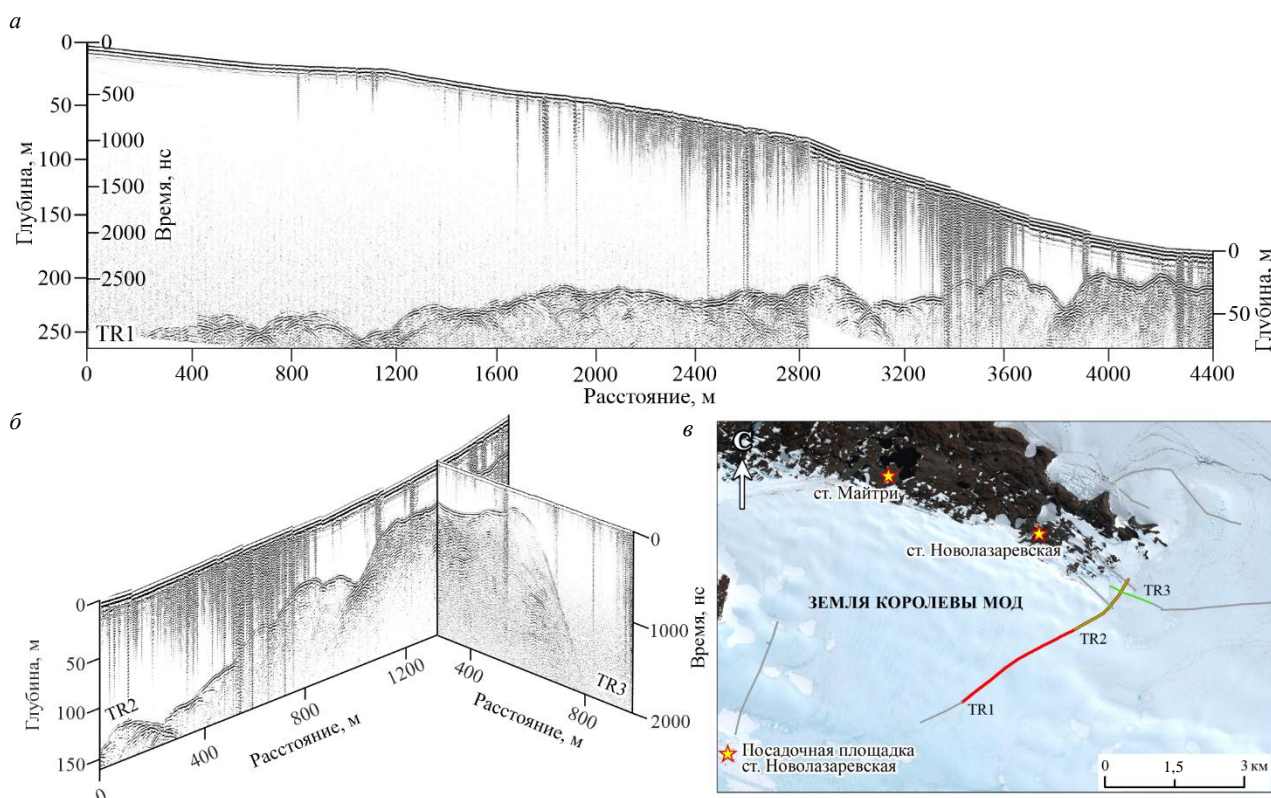 а
0 0
50 500
100 1000
150 1500
200 2000
250 2500
Глубина, м
Время, нс
TR1
0
50
Глубина, м
0 400 800 1200 1600 2000 2400 2800 3200 3600 4000 4400
Расстояние, м
б
0
50
100
150
Глубина, м
TR2
0
400
800
1200
Расстояние, м
400
800
Расстояние, м
TR3
0
1000
2000
Время, нс
в
С
ст. Майтри
ст. Новолазаревская
ЗЕМЛЯ КОРОЛЕВЫ МОД
TR3
TR2
TR1
Посадочная площадка
ст. Новолазаревская
0 1,5 3 км